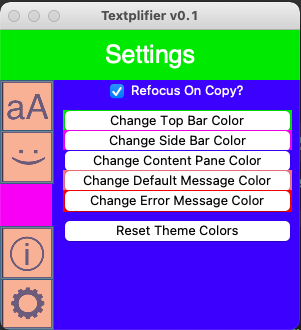 Textplifier v0.1
Settings
aA
Refocus On Copy?
Change Top Bar Color
Change Side Bar Color
Change Content Pane Color
Change Default Message Color
Change Error Message Color
Reset Theme Colors